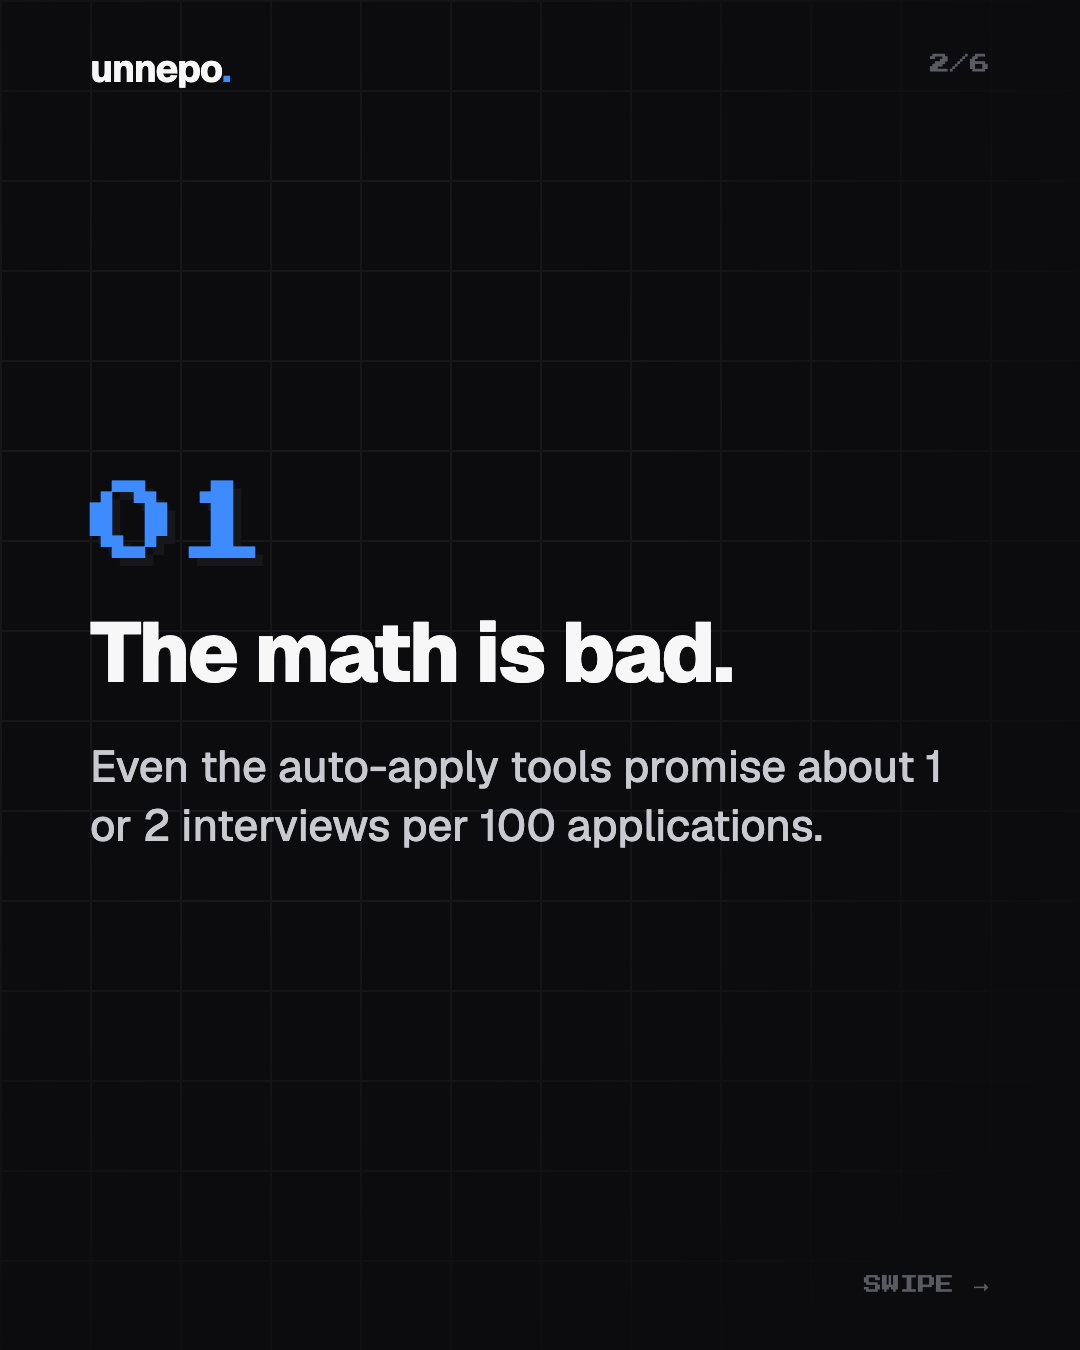 unnepo.
2/6
01
The math is bad.
Even the auto-apply tools promise about 1
or 2 interviews per 100 applications.
SWIPE →